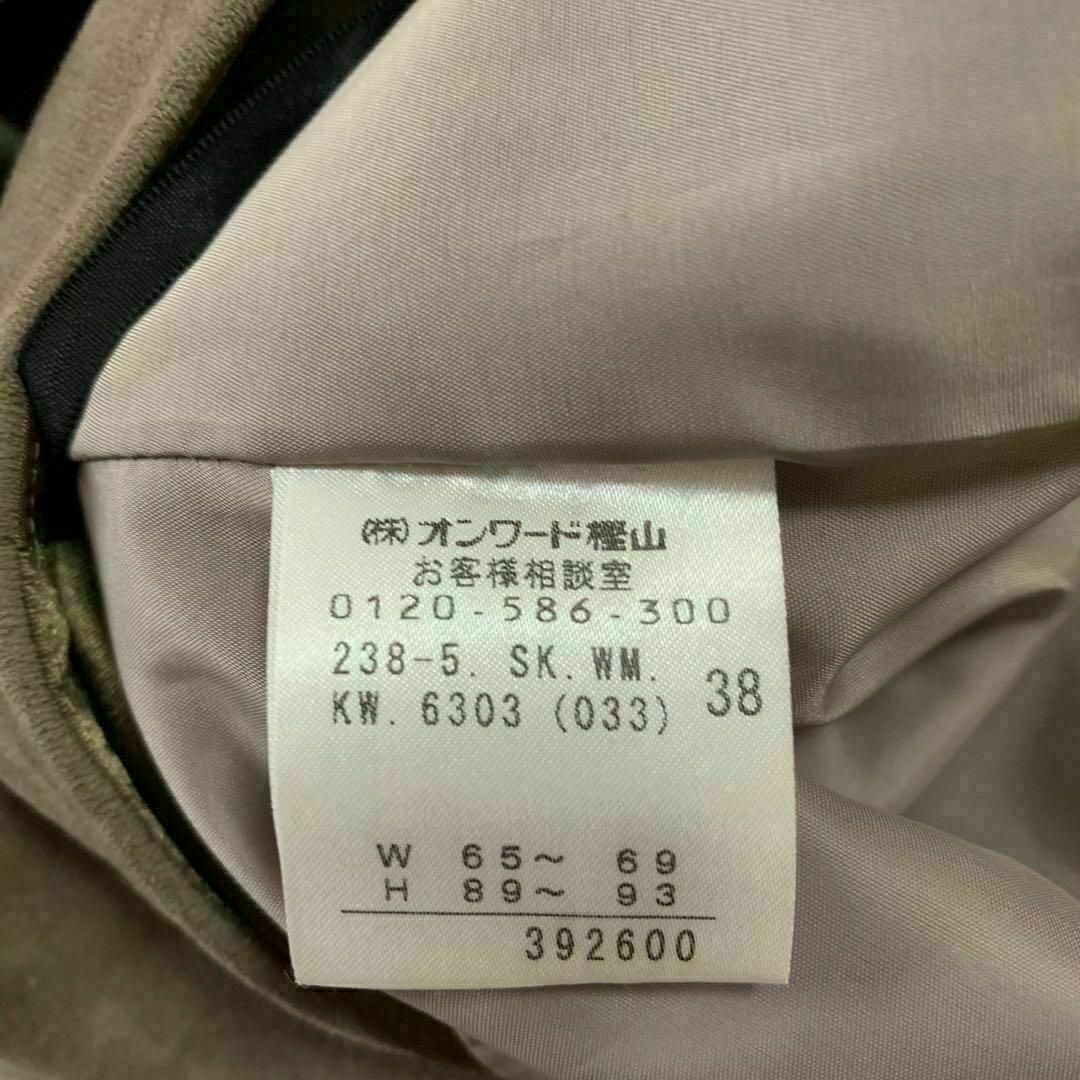 (株)オンワード樫山
お客様相談室
0120-586-300
238-5. SK. WM.
KW. 6303 (033) 38
W 65~ 69
H 89~ 93
392600